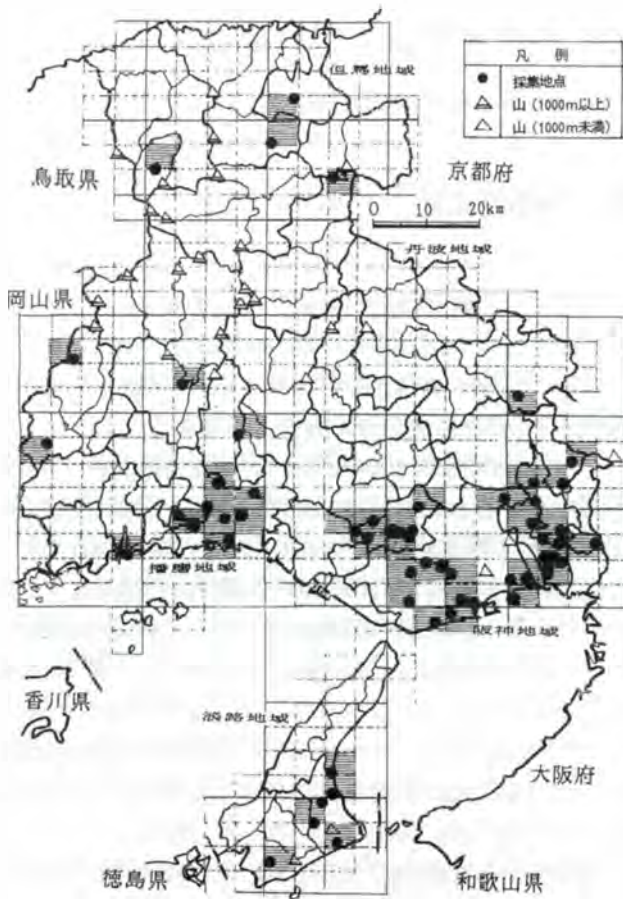 但馬地域
凡 例
採集地点
山 (1000m以上)
山 (1000m未満)
鳥取県
京都府
0 10 20km
丹波地域
岡山県
播磨地域
阪神地域
香川県
淡路地域
大阪府
徳島県
和歌山県